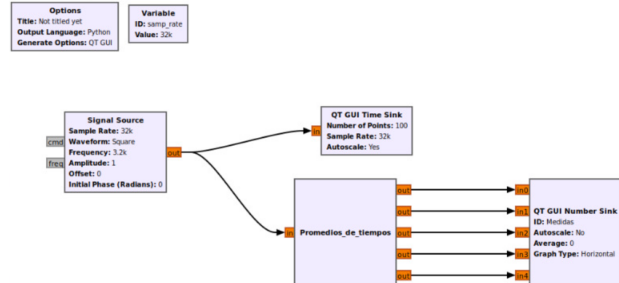 Options
Title: Not titled yet
Output Language: Python
Generate Options: QT GUI
Variable
ID: samp_rate
Value: 32k
Signal Source
Sample Rate: 32k
Waveform: Square
Frequency: 3.2k
Amplitude: 1
Offset: 0
Initial Phase (Radians): 0
cmd
freq
out
in
QT GUI Time Sink
Number of Points: 100
Sample Rate: 32k
Autoscale: Yes
in
Promedios_de_tiempos
out
out
out
out
out
in0
in1
in2
in3
in4
QT GUI Number Sink
ID: Medidas
Autoscale: No
Average: 0
Graph Type: Horizontal